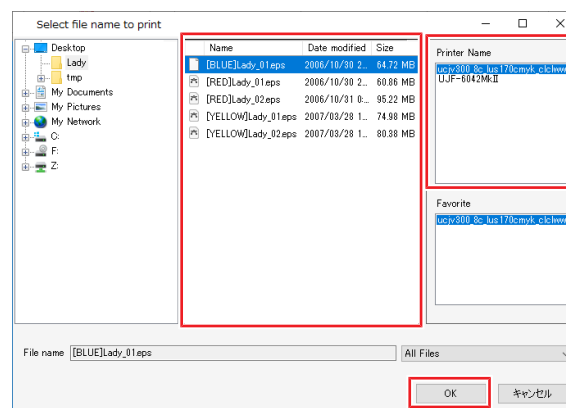 Select file name to print
Desktop
Lady
tmp
My Documents
My Pictures
My Network
C:
F:
Z:
Name Date modified Size
[BLUE]Lady_01.eps 2006/10/30 2... 64.72 MB
[RED]Lady_01.eps 2006/10/30 2... 60.86 MB
[RED]Lady_02.eps 2006/10/31 0:... 95.22 MB
[YELLOW]Lady_01.eps 2007/03/28 1... 74.98 MB
[YELLOW]Lady_02.eps 2007/03/28 1... 80.38 MB
Printer Name
ucjv300_8c_lus170cmyk_clclww
UJF-6042MkII
Favorite
ucjv300_8c_lus170cmyk_clclww
File name [BLUE]Lady_01.eps
All Files
OK キャンセル